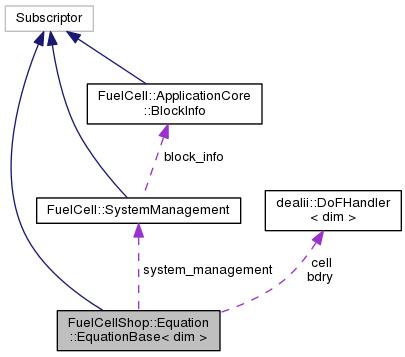 Subscriptor
FuelCell::ApplicationCore
::BlockInfo
block_info
FuelCell::SystemManagement
dealii::DoFHandler
< dim >
system_management
cell
bdry
FuelCellShop::Equation
::EquationBase< dim >